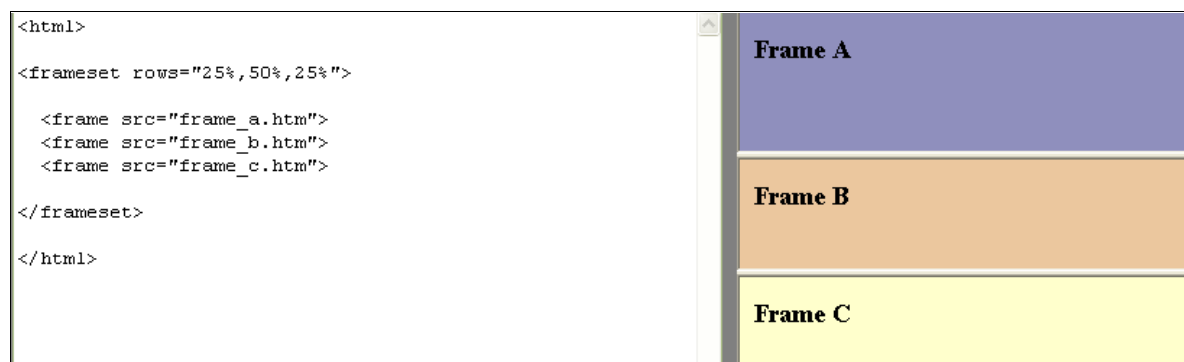 <html>
<frameset rows="25%,50%,25%">
<frame src="frame_a.htm">
<frame src="frame_b.htm">
<frame src="frame_c.htm">
</frameset>
</html>
Frame A
Frame B
Frame C